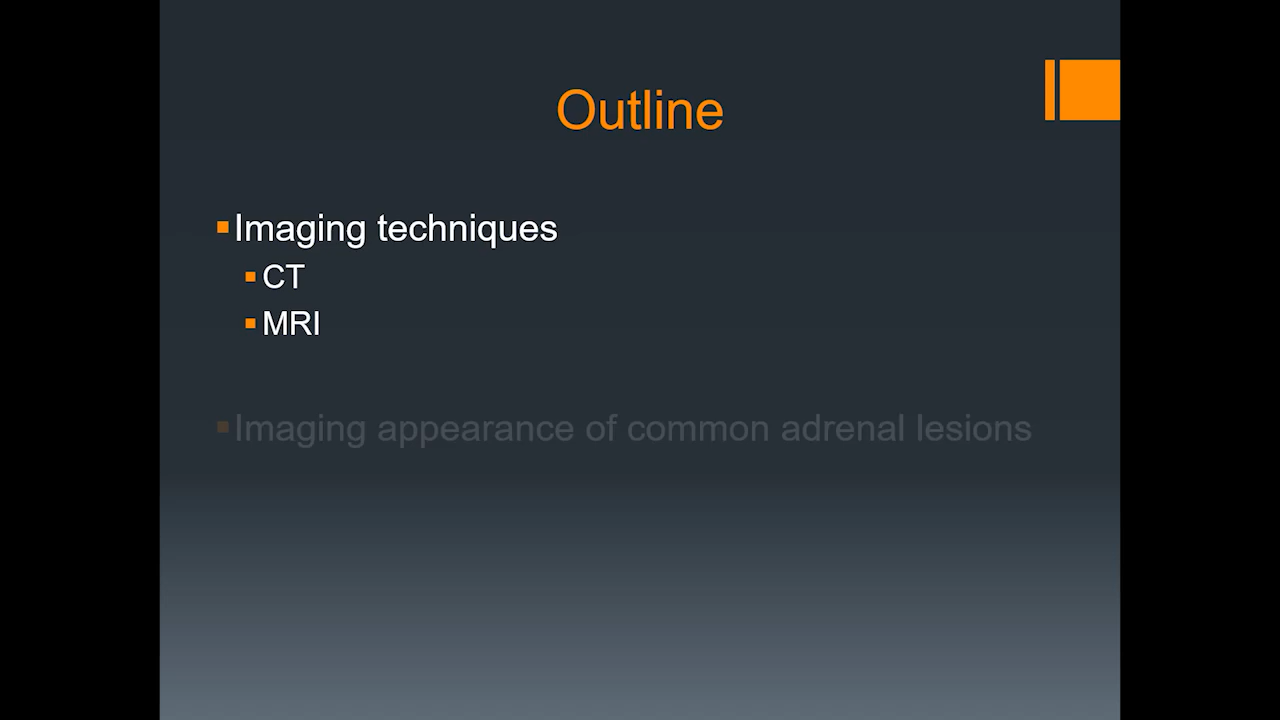 Outline
Imaging techniques
CT
MRI
Imaging appearance of common adrenal lesions